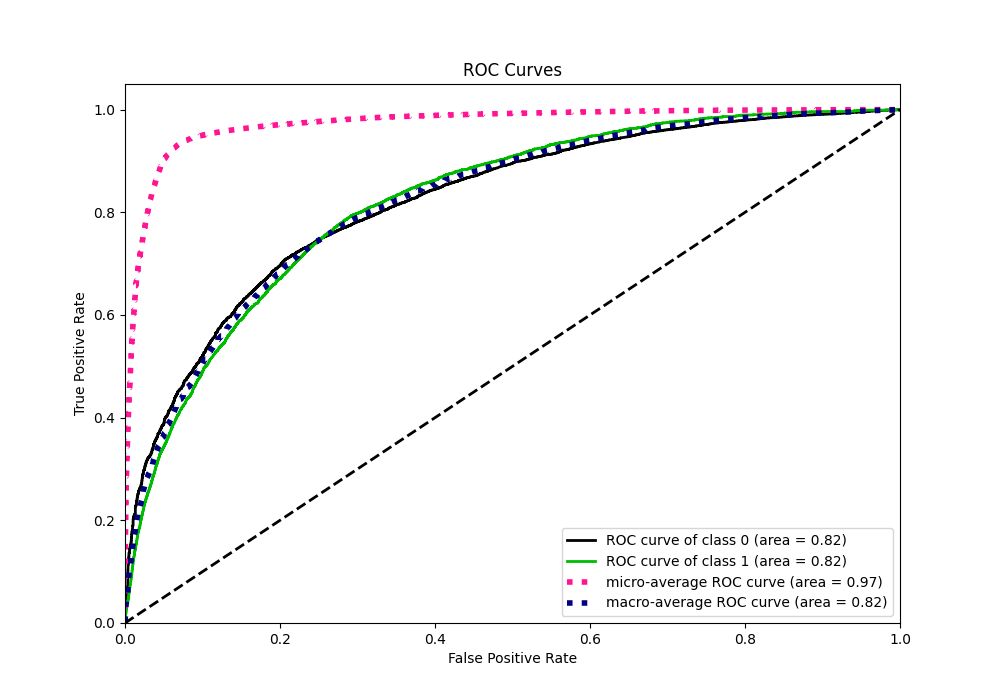 ROC Curves
True Positive Rate
1.0
0.8
0.6
0.4
0.2
0.0
0.0 0.2 0.4 0.6 0.8 1.0
False Positive Rate
ROC curve of class 0 (area = 0.82)
ROC curve of class 1 (area = 0.82)
micro-average ROC curve (area = 0.97)
macro-average ROC curve (area = 0.82)